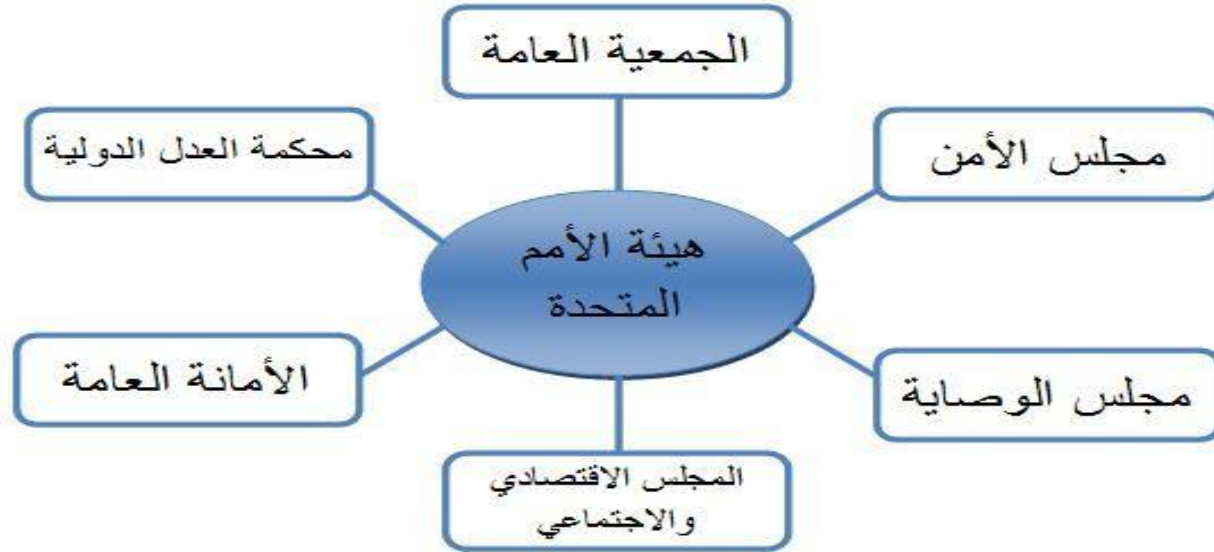 الجمعية العامة
مجلس الأمن
محكمة العدل الدولية
هيئة الأمم
المتحدة
مجلس الوصاية
الأمانة العامة
المجلس الاقتصادي
والاجتماعي